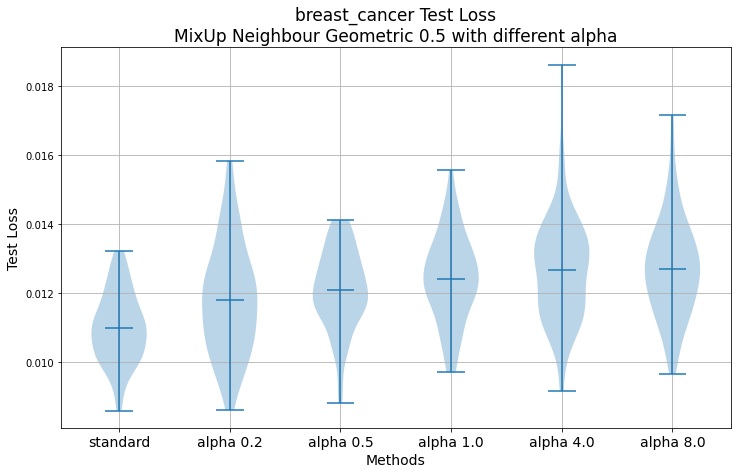 breast_cancer Test Loss
MixUp Neighbour Geometric 0.5 with different alpha
Test Loss
0.018
0.016
0.014
0.012
0.010
standard alpha 0.2 alpha 0.5 alpha 1.0 alpha 4.0 alpha 8.0
Methods